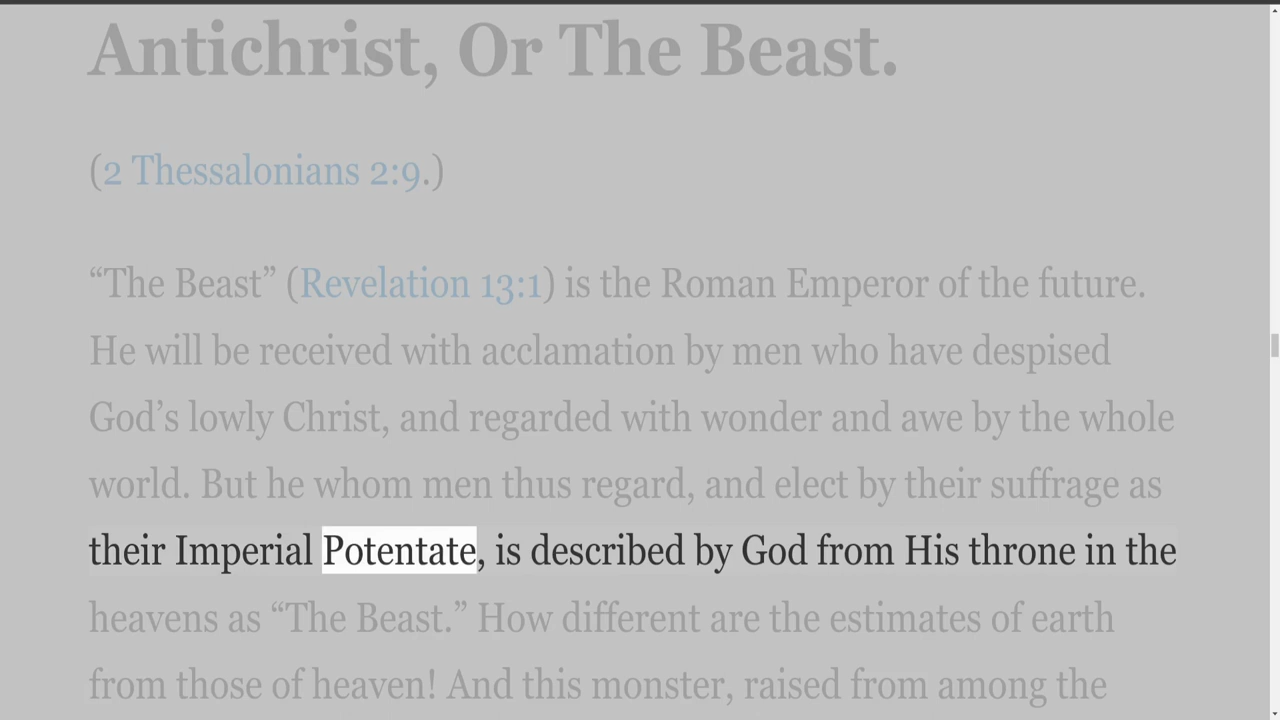 Antichrist, Or The Beast.
(2 Thessalonians 2:9.)
“The Beast” (Revelation 13:1) is the Roman Emperor of the future.
He will be received with acclamation by men who have despised
God’s lowly Christ, and regarded with wonder and awe by the whole
world. But he whom men thus regard, and elect by their suffrage as
their Imperial Potentate, is described by God from His throne in the
heavens as “The Beast.” How different are the estimates of earth
from those of heaven! And this monster, raised from among the